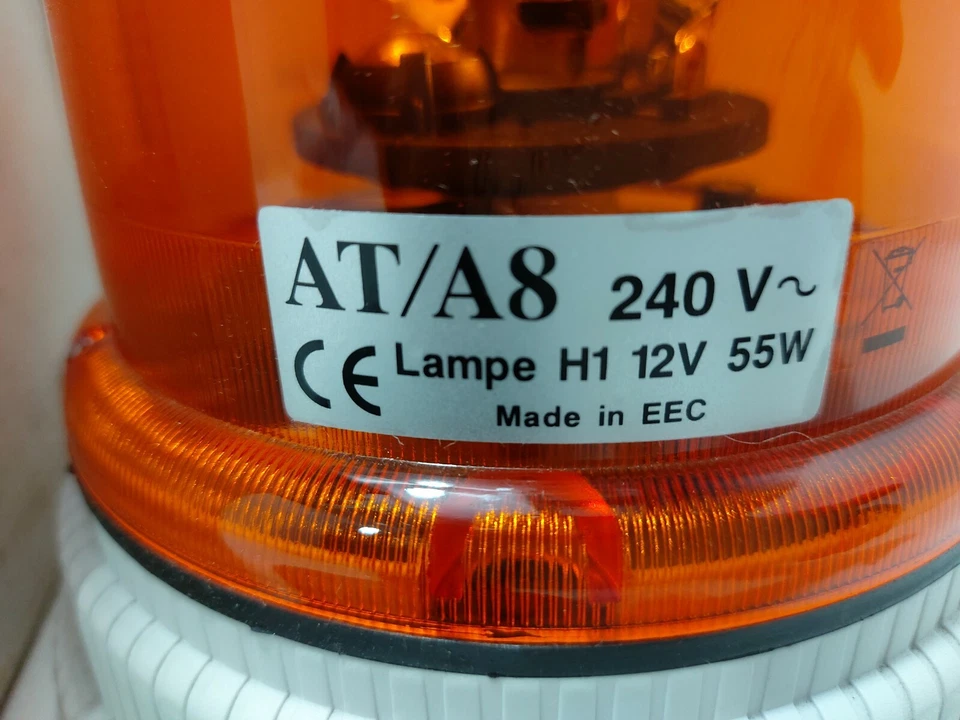 AT/A8 240 V~
CE Lampe H1 12V 55W
Made in EEC